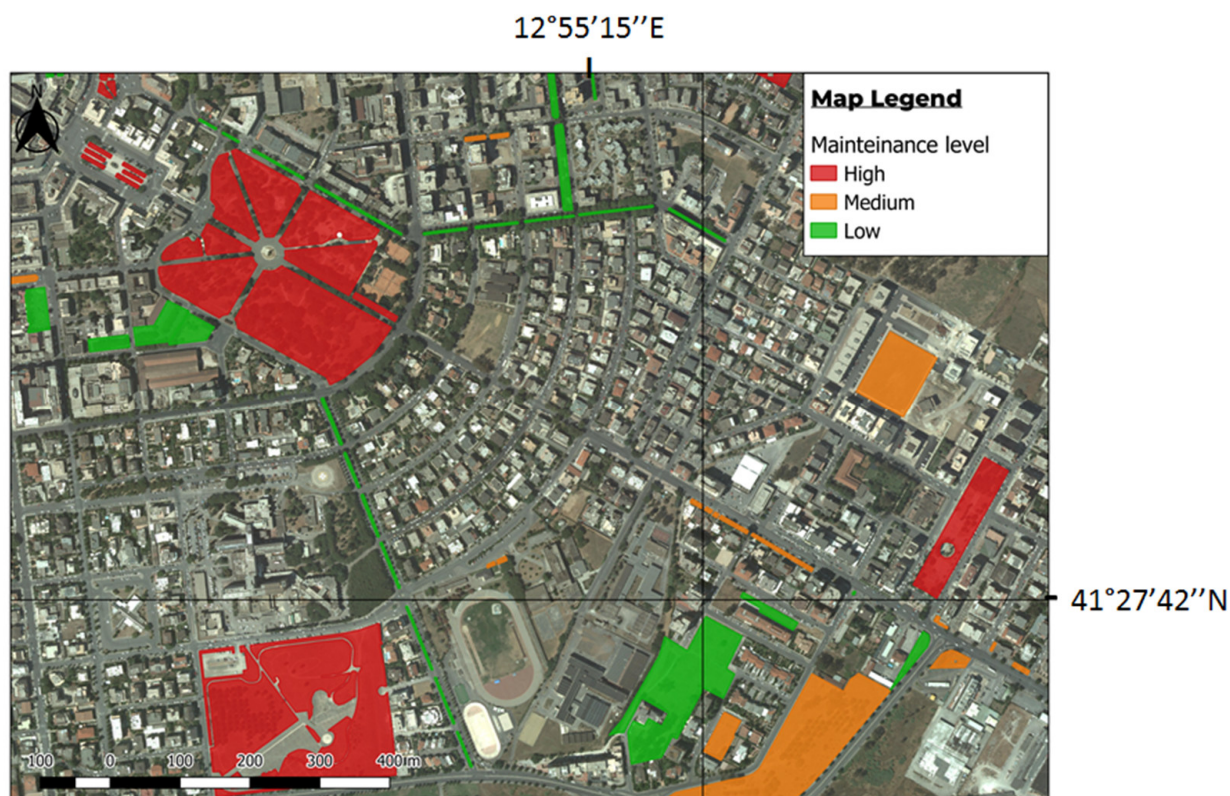 12°55’15’’E
N
Map Legend
Mainteinance level
High
Medium
Low
41°27’42’’N
100 0 100 200 300 400 m